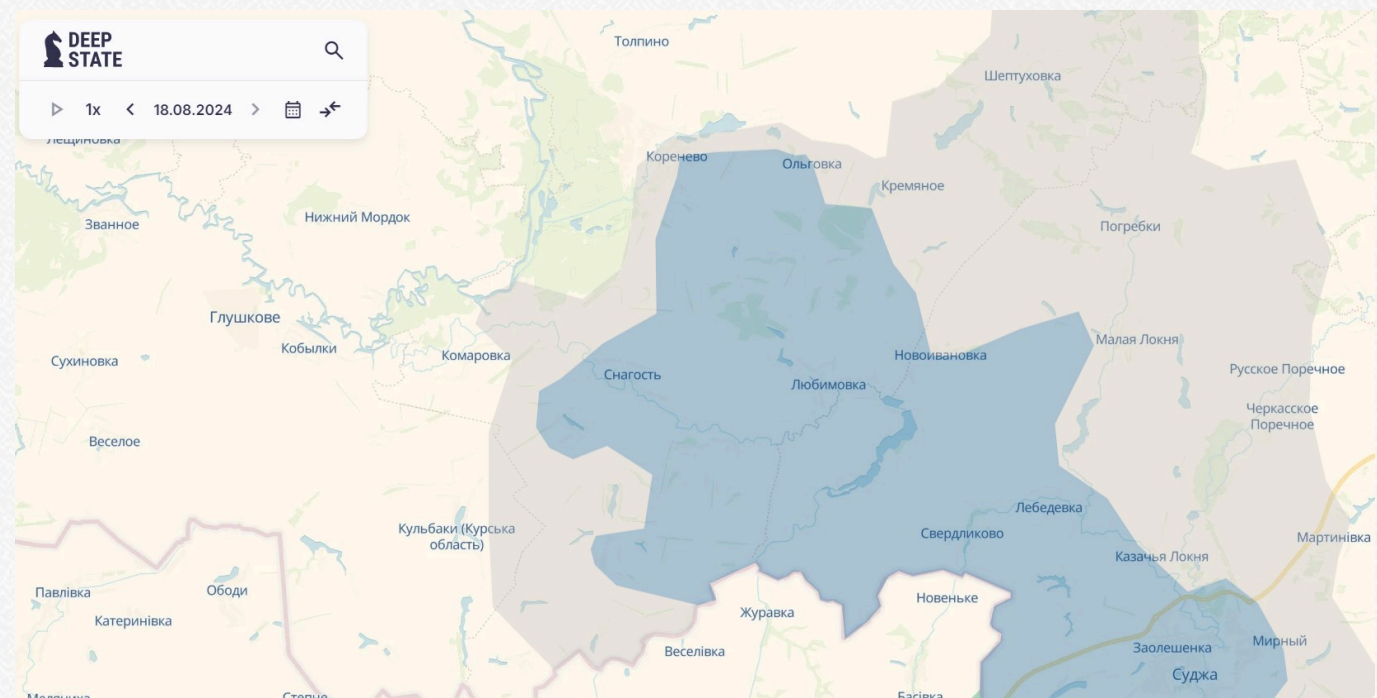 DEEP
STATE
1x
18.08.2024
Толпино
Шептуховка
Лещиновка
Коренево
Ольговка
Кремяное
Званное
Нижний Мордок
Погребки
Глушкове
Кобылки
Комаровка
Сухиновка
Снагость
Любимовка
Новоивановка
Малая Локня
Русское Поречное
Черкасское
Поречное
Веселое
Лебедевка
Свердликово
Кульбаки (Курська
область)
Казачья Локня
Мартинівка
Павлівка
Ободи
Катеринівка
Новеньке
Журавка
Веселівка
Заолешенка
Мирный
Суджа
Степне
Басівка